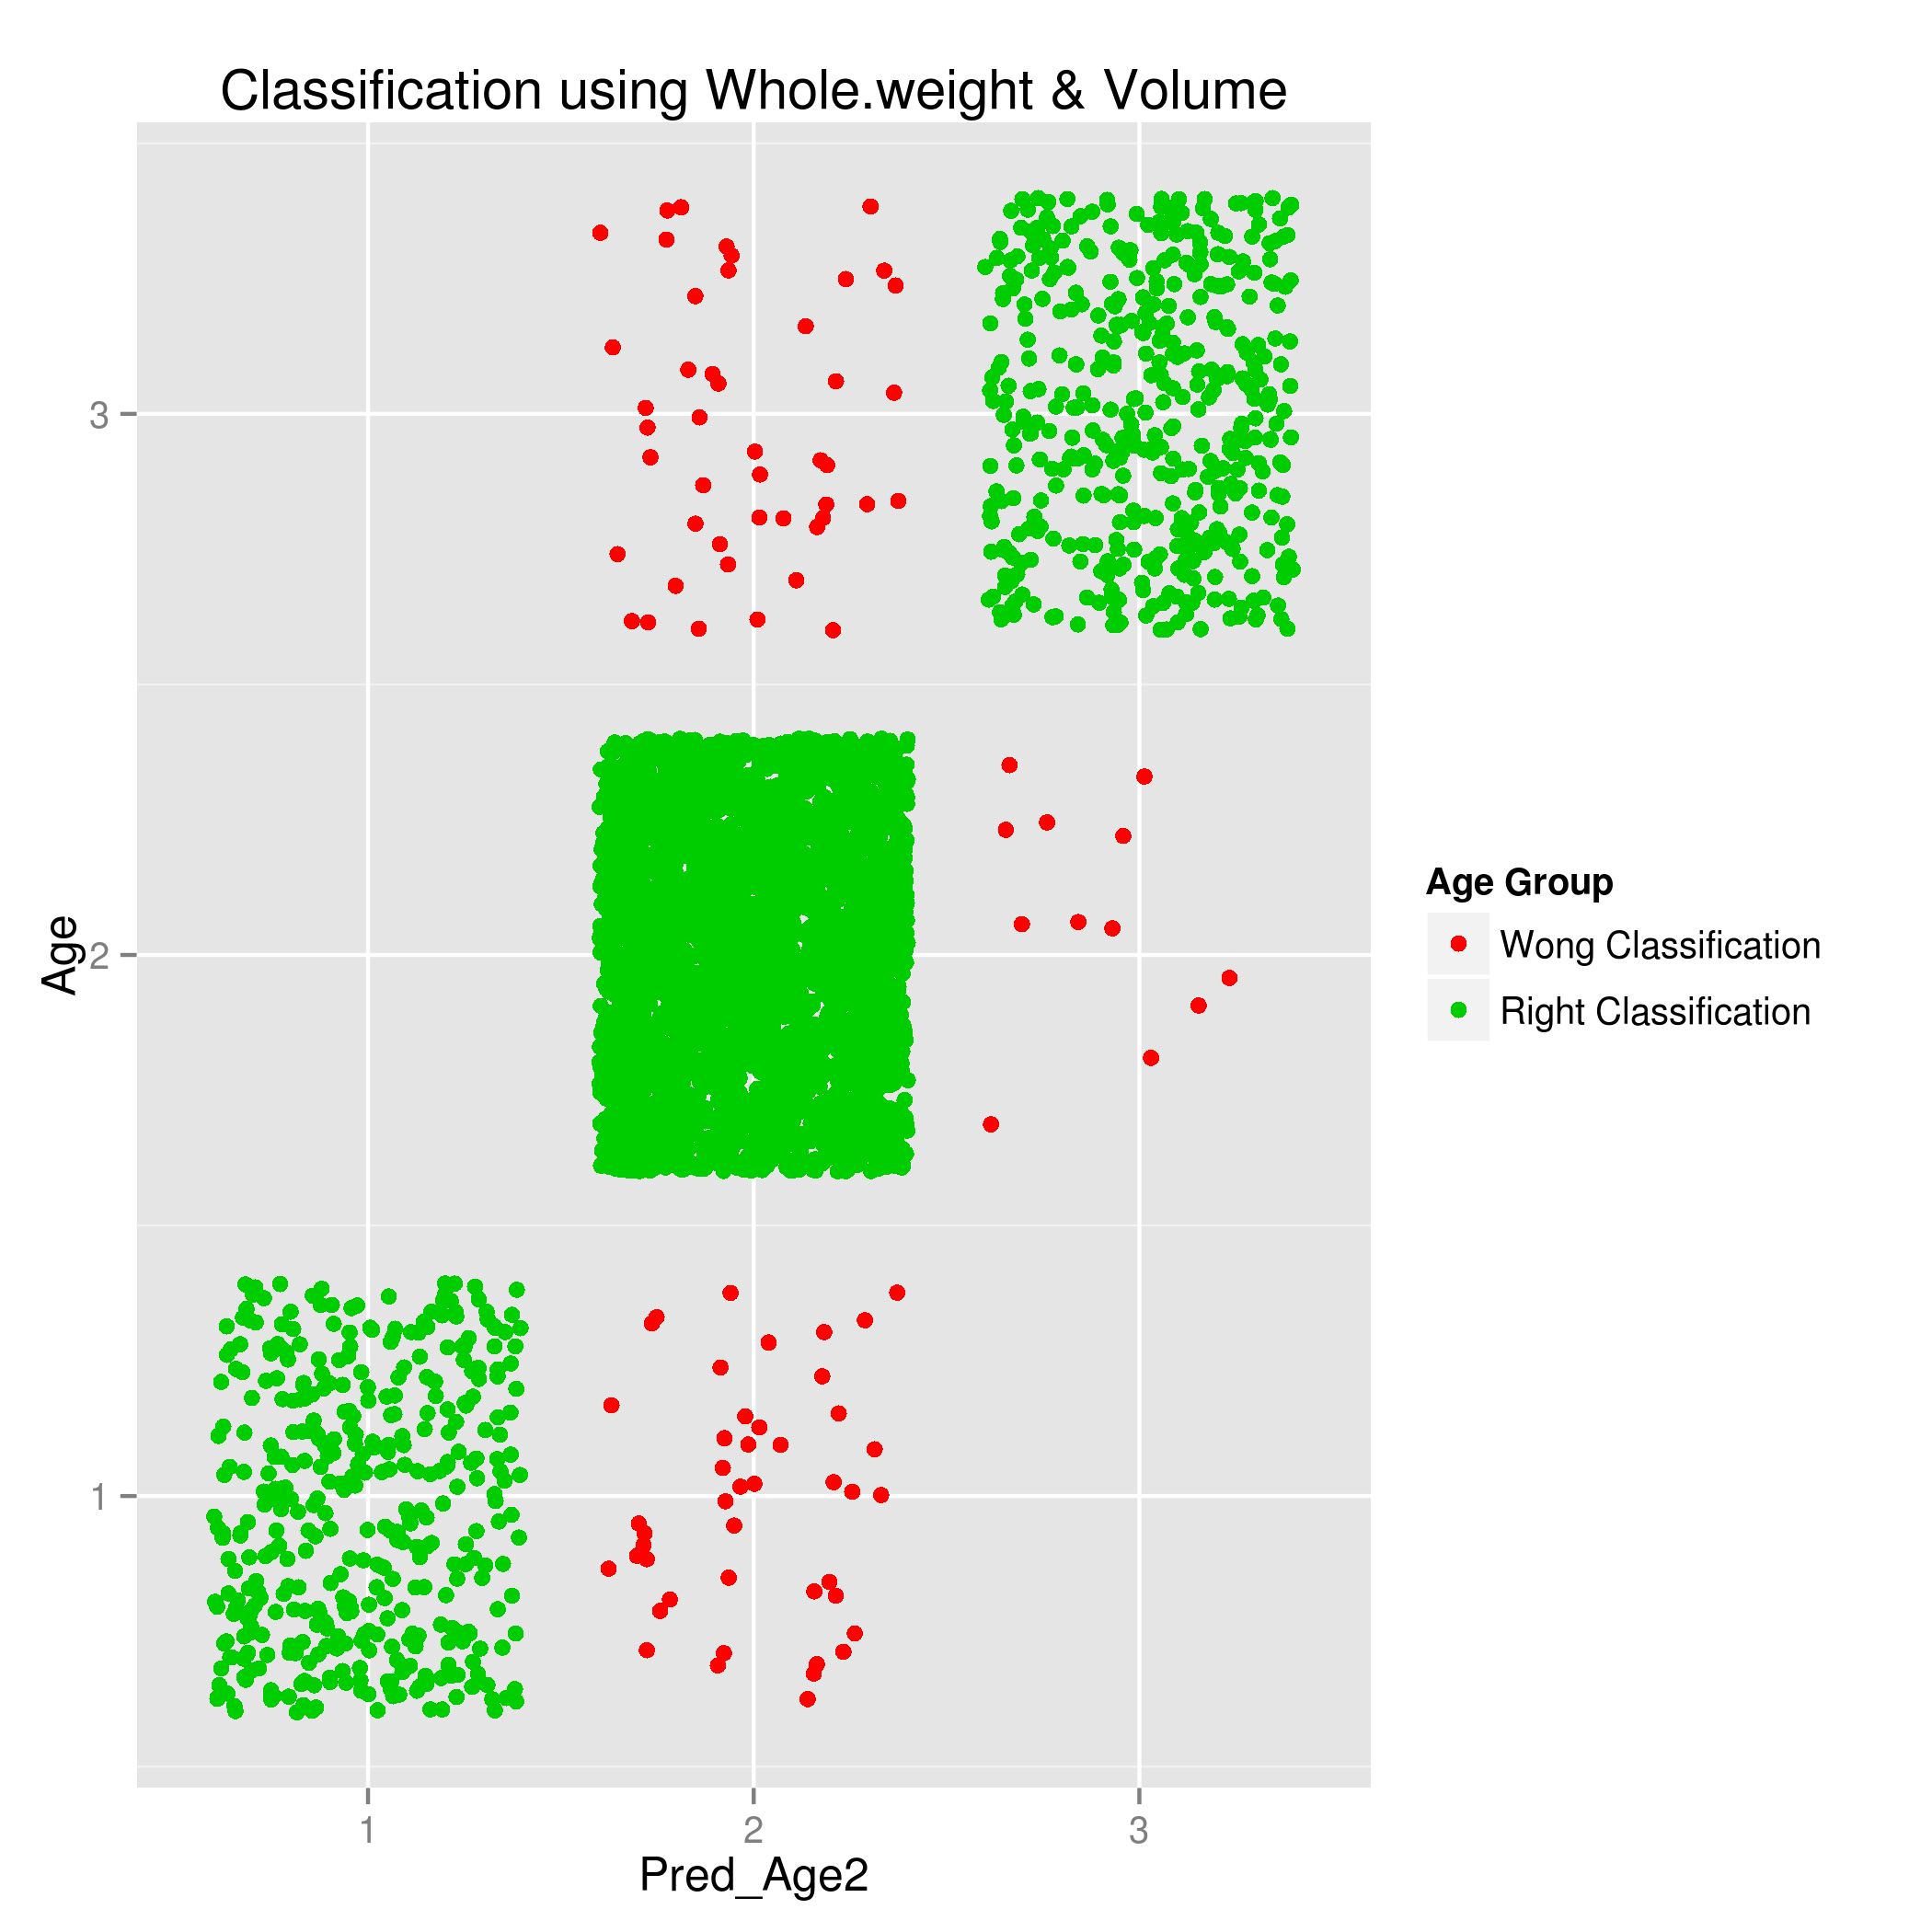 Classification using Whole.weight & Volume
3
2
1
Age
1 2 3
Pred_Age2
Age Group
Wong Classification
Right Classification